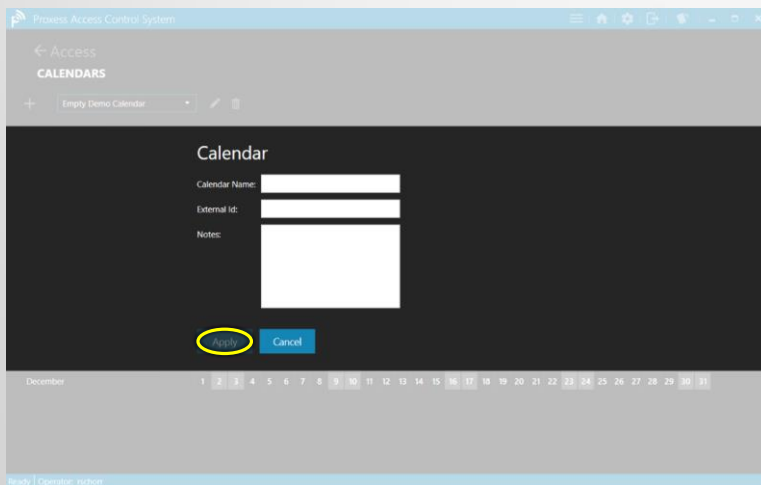 Proxess Access Control System
Access
CALENDARS
Empty Demo Calendar
Calendar
Calendar Name:
External Id:
Notes:
Apply
Cancel
December 1 2 3 4 5 6 7 8 9 10 11 12 13 14 15 16 17 18 19 20 21 22 23 24 25 26 27 28 29 30 31
Ready Operator: